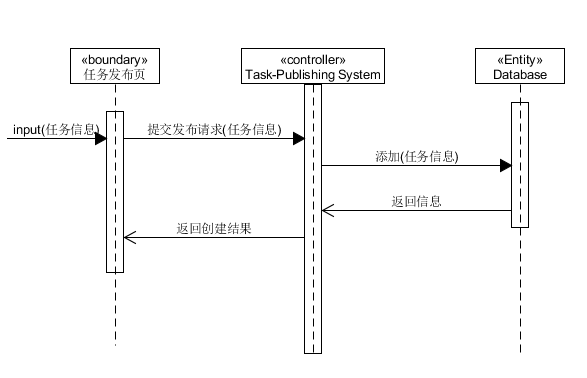 «boundary»
任务发布页
«controller»
Task-Publishing System
«Entity»
Database
input(任务信息)
提交发布请求(任务信息)
添加(任务信息)
返回信息
返回创建结果